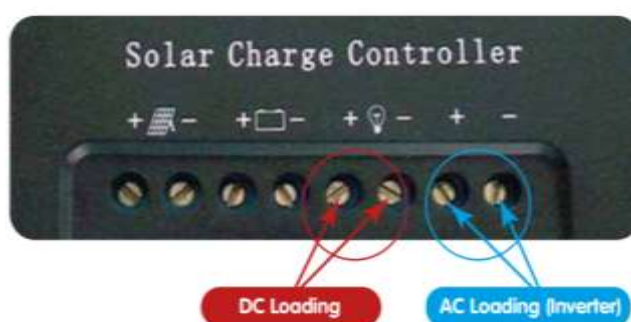 Solar Charge Controller
+ - + - + - + -
DC Loading
AC Loading (Inverter)